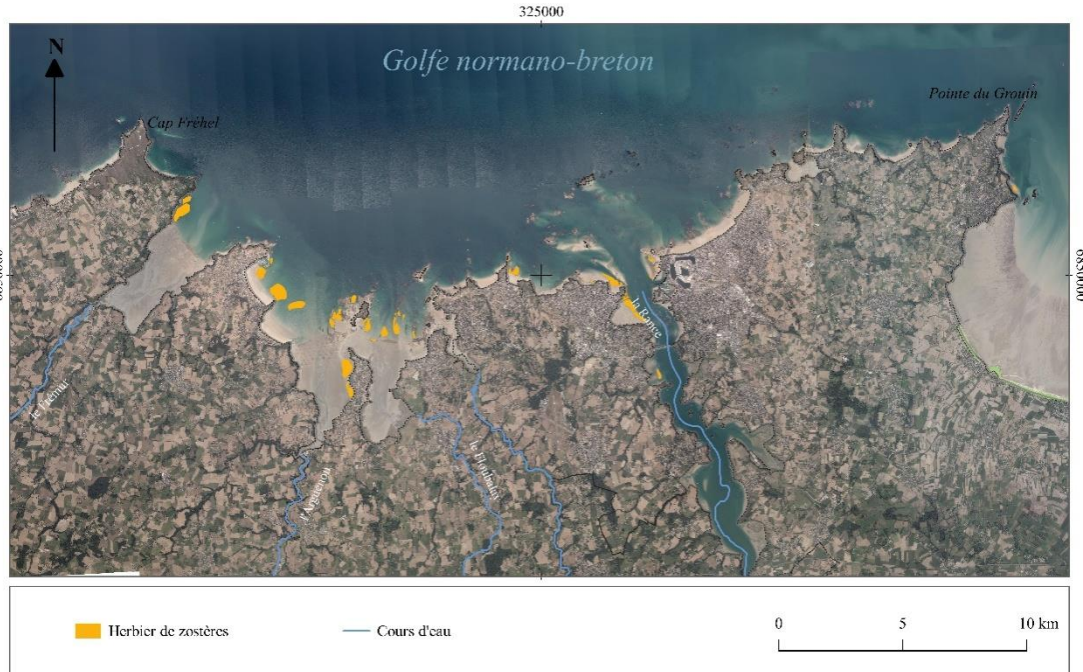 325000
N
Golfe normano-breton
Cap Fréhel
Pointe du Grouin
6850000
6850000
la Rance
le Frémur
l'Arguenon
Herbier de zostères
Cours d'eau
0
5
10 km